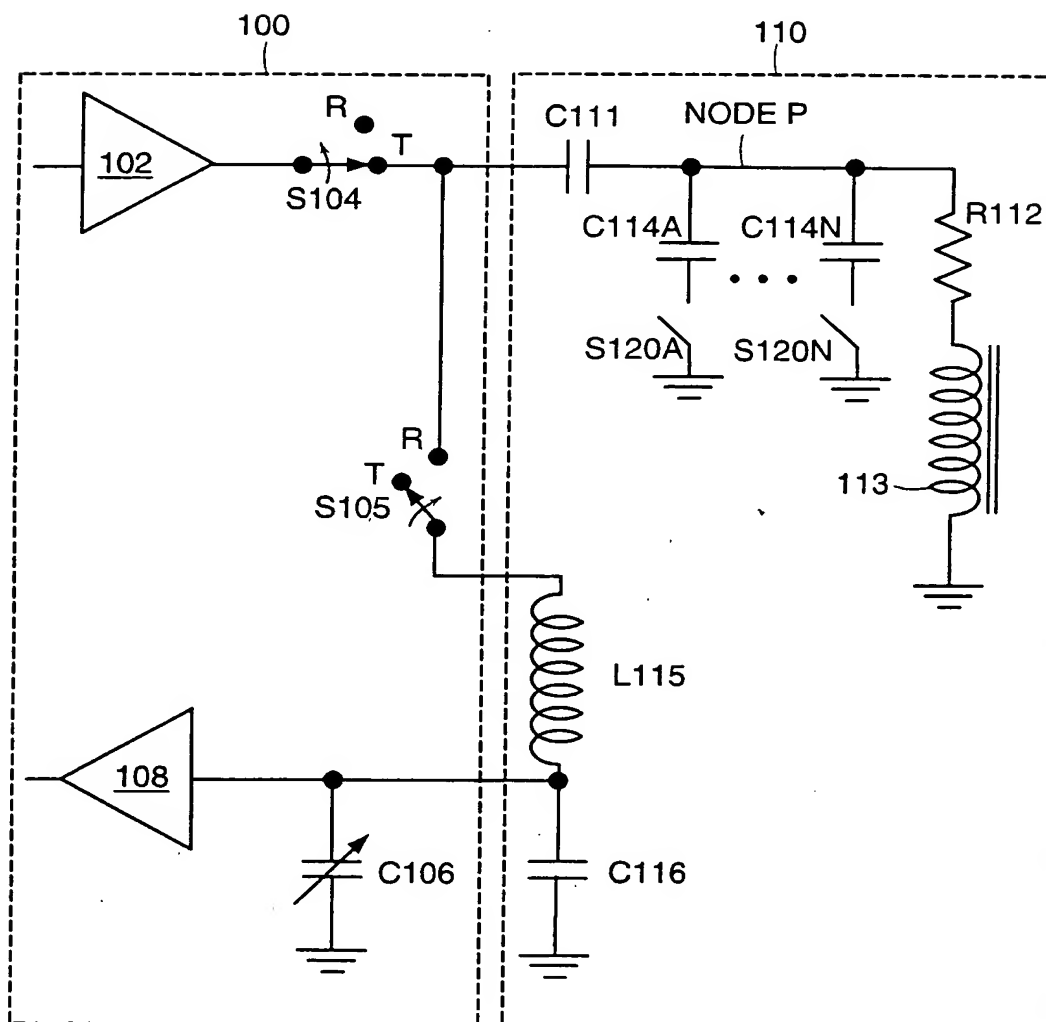 100
110
R
T
102
S104
C111
NODE P
C114A
C114N
R112
S120A
S120N
113
R
T
S105
L115
108
C106
C116